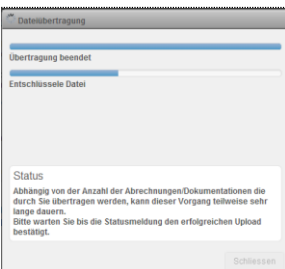 Dateiübertragung
Übertragung beendet
Entschlüssele Datei
Status
Abhängig von der Anzahl der Abrechnungen/Dokumentationen die
durch Sie übertragen werden, kann dieser Vorgang teilweise sehr
lange dauern.
Bitte warten Sie bis die Statusmeldung den erfolgreichen Upload
bestätigt.
Schliessen